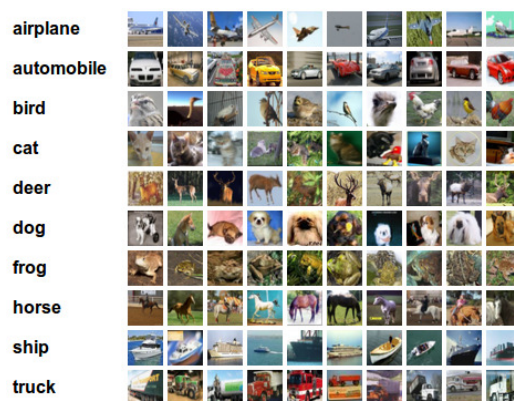 airplane
automobile
bird
cat
deer
dog
frog
horse
ship
truck